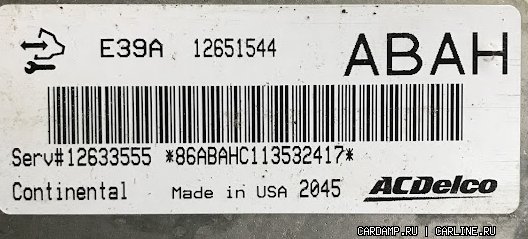 E39A 12651544 ABAH
Serv#12633555 *86ABAHC113532417*
Continental Made in USA 2045 ACDelco
CARDAMP.RU | CARLINE.RU